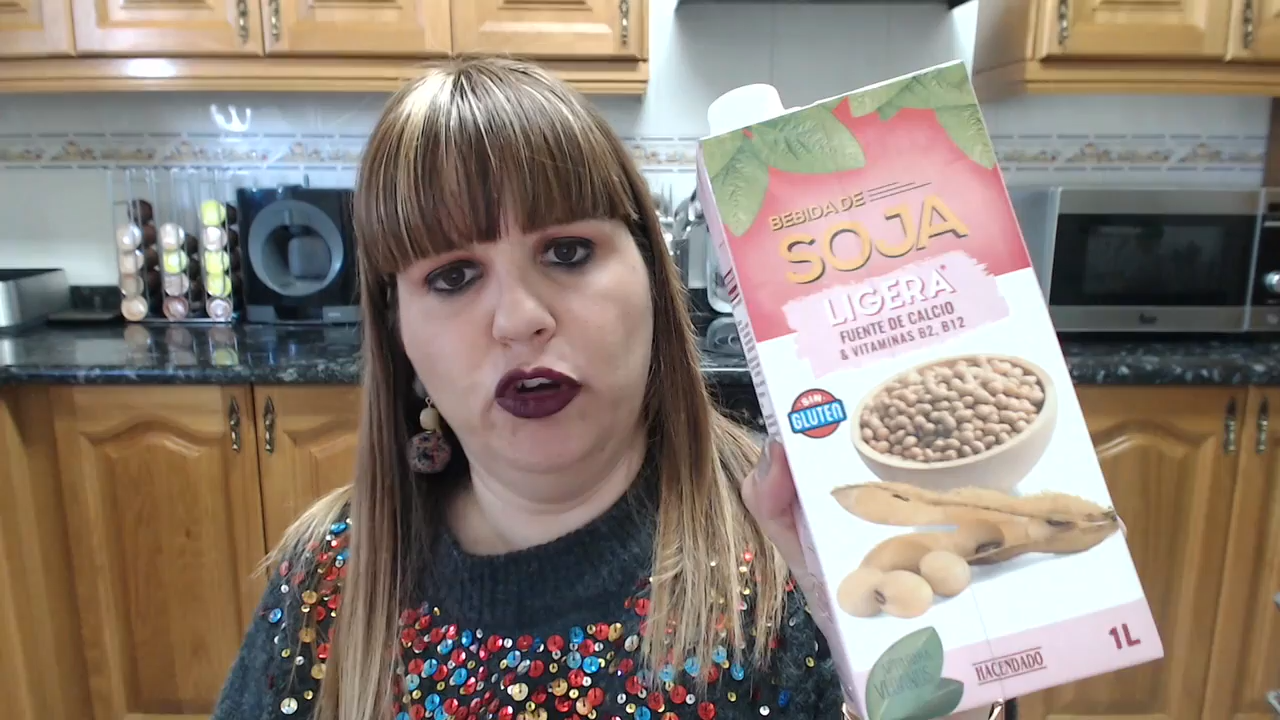 BEBIDA DE
SOJA
LIGERA*
FUENTE DE CALCIO
& VITAMINAS B2, B12
SIN
GLUTEN
HACENDADO
1L